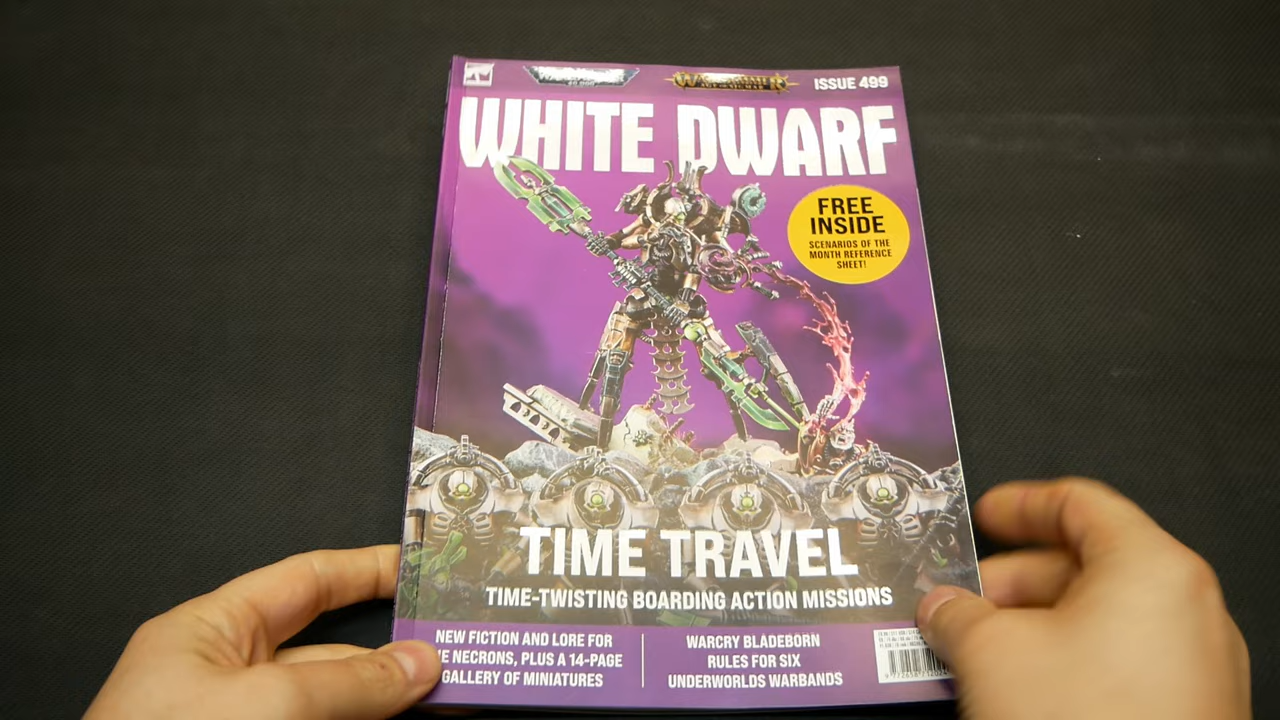 ISSUE 499
WHITE DWARF
FREE
INSIDE
SCENARIOS OF THE
MONTH REFERENCE
SHEET!
TIME TRAVEL
TIME-TWISTING BOARDING ACTION MISSIONS
NEW FICTION AND LORE FOR
NECRONS, PLUS A 14-PAGE
GALLERY OF MINIATURES
WARCRY BLADEBORN
RULES FOR SIX
UNDERWORLDS WARBANDS